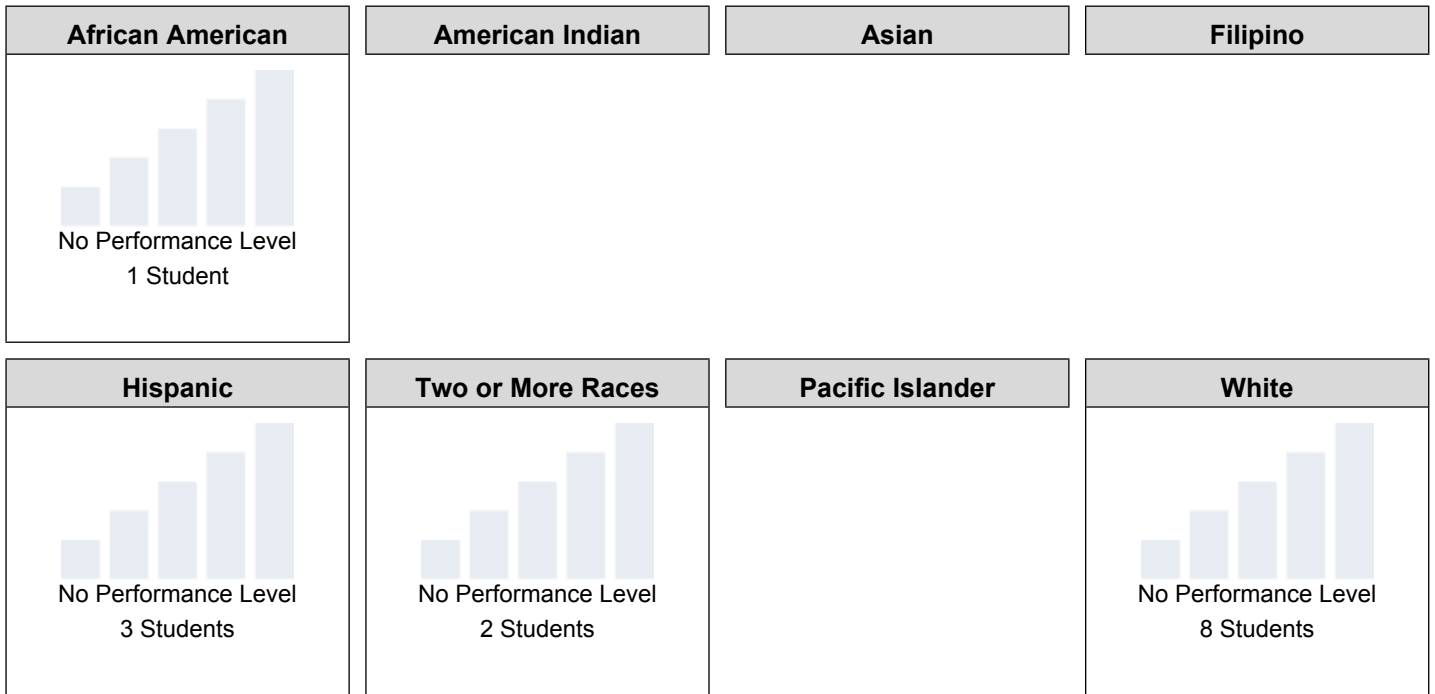 African American
American Indian
Asian
Filipino
No Performance Level
1 Student
Hispanic
Two or More Races
Pacific Islander
White
No Performance Level
3 Students
No Performance Level
2 Students
No Performance Level
8 Students